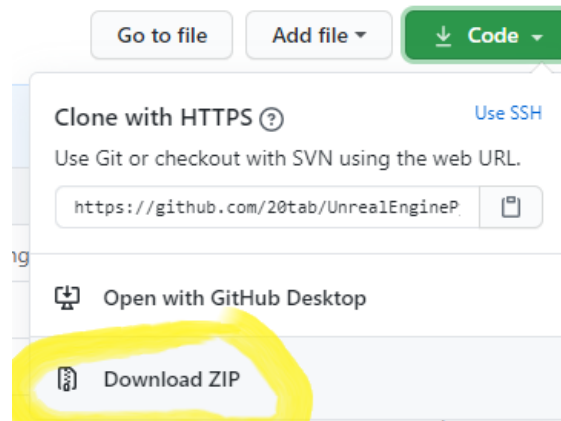 Go to file
Add file
Code
Clone with HTTPS
Use SSH
Use Git or checkout with SVN using the web URL.
https://github.com/20tab/UnrealEngineP
ng
Open with GitHub Desktop
Download ZIP